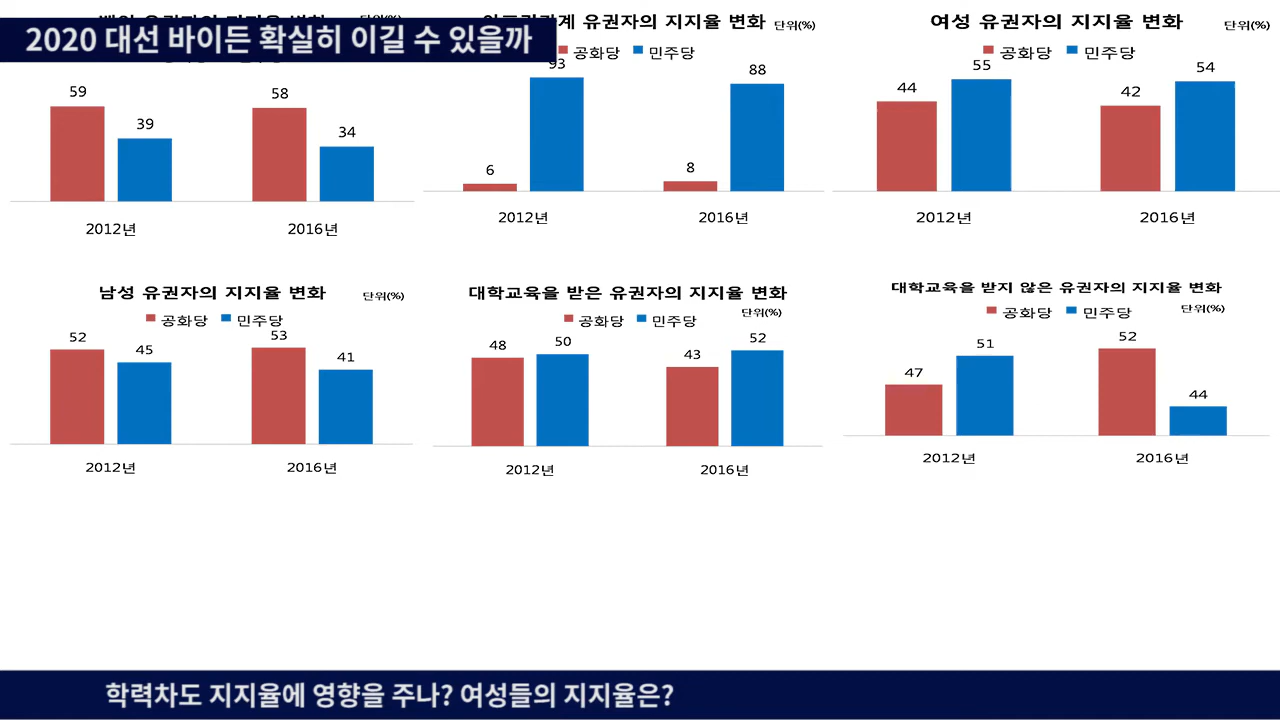 2020 대선 바이든 확실히 이길 수 있을까
유권자의 지지율 변화 단위(%)
공화당 민주당
6 93 8 88
2012년 2016년
여성 유권자의 지지율 변화 단위(%)
공화당 민주당
44 55 42 54
2012년 2016년
59 39 58 34
2012년 2016년
남성 유권자의 지지율 변화 단위(%)
공화당 민주당
52 45 53 41
2012년 2016년
대학교육을 받은 유권자의 지지율 변화
단위(%)
공화당 민주당
48 50 43 52
2012년 2016년
대학교육을 받지 않은 유권자의 지지율 변화
단위(%)
공화당 민주당
47 51 52 44
2012년 2016년
학력차도 지지율에 영향을 주나? 여성들의 지지율은?